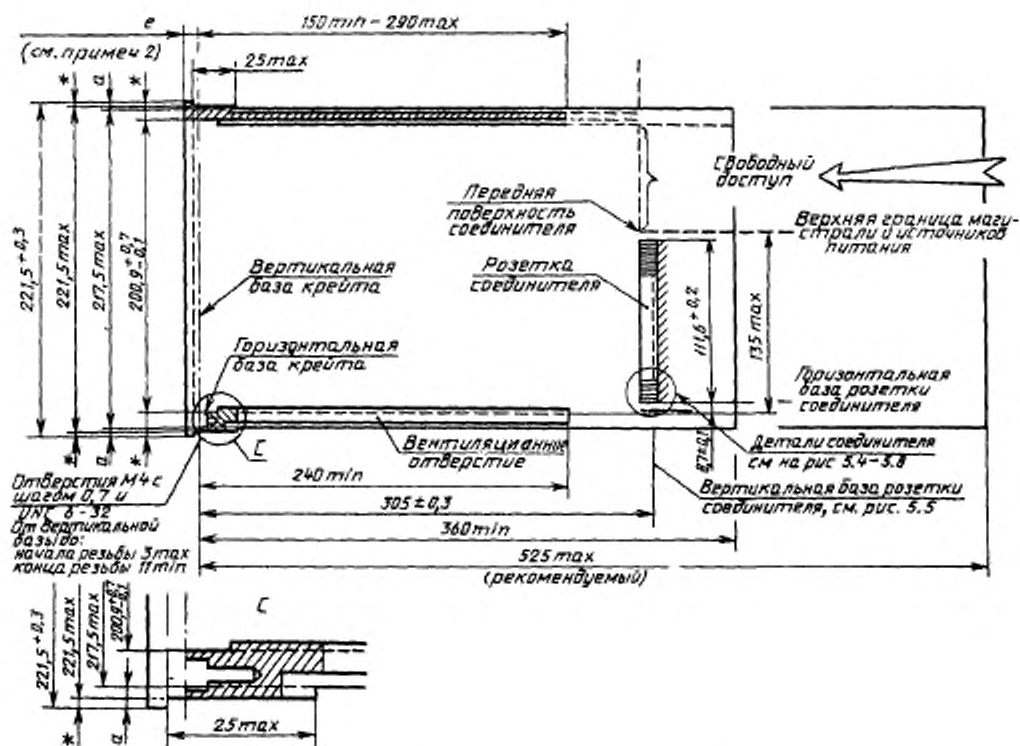 e
150 min – 290 max
(см. примеч 2)
25 max
*
a
*
221,5 + 0,3
221,5 max
217,5 max
200,9 +0,7 -0,1
Свободный
доступ
Передняя
поверхность
соединителя
Верхняя граница маги-
страли и источников
питания
Вертикальная
база крейта
Розетка
соединителя
111,6 + 0,2
135 max
Горизонтальная
база крейта
Горизонтальная
база розетки
соединителя
*
a
*
C
Вентиляционное
отверстие
Детали соединителя
см на рис 5.4–5.8
Отверстия М4 с
шагом 0,7 и
UNC 6-32
От вертикальной
базы до:
начала резьбы 3 max
конца резьбы 11 min
240 min
305 ± 0,3
Вертикальная база розетки
соединителя, см. рис. 5.5
360 min
525 max
(рекомендуемый)
C
221,5 + 0,3
221,5 max
217,5 max
200,9 +0,7 -0,1
25 max
*
a